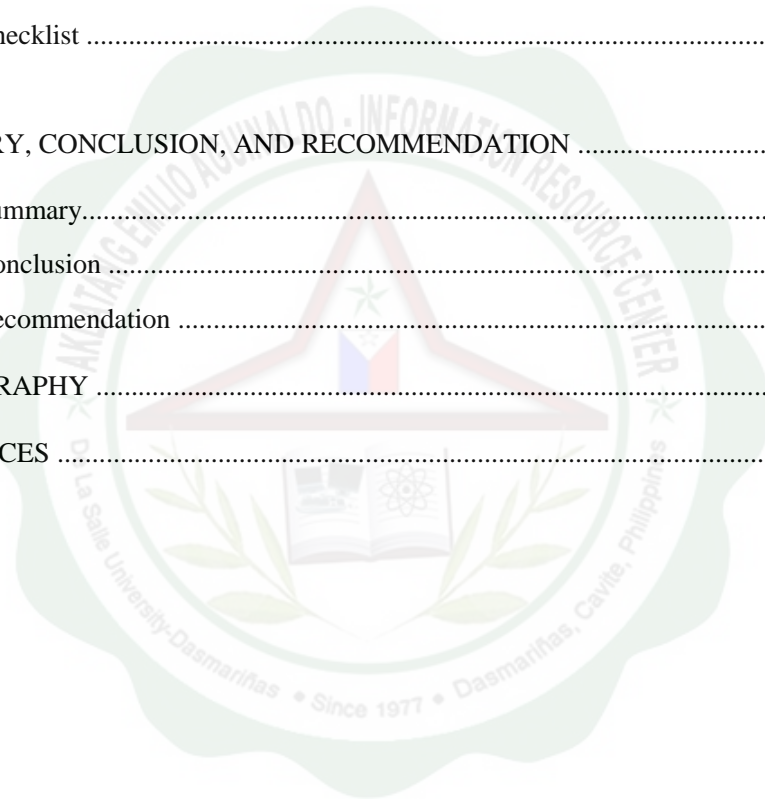 hecklist ....................................................................................................
RY, CONCLUSION, AND RECOMMENDATION ...........................
ummary....................................................................................................
onclusion ................................................................................................
ecommendation ......................................................................................
RAPHY ...................................................................................................
CES .........................................................................................................
AKLATANG EMILIO AGUINALDO - INFORMATION RESOURCE CENTER
De La Salle University-Dasmariñas • Since 1977 • Dasmariñas, Cavite, Philippines